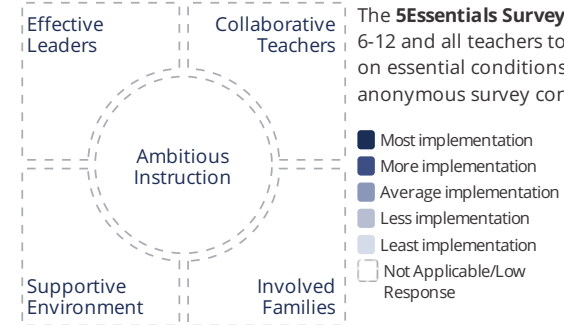 Effective
Leaders
Collaborative
Teachers
Ambitious
Instruction
Supportive
Environment
Involved
Families
The 5Essentials Survey
6-12 and all teachers to
on essential conditions
anonymous survey con
Most implementation
More implementation
Average implementation
Less implementation
Least implementation
Not Applicable/Low
Response